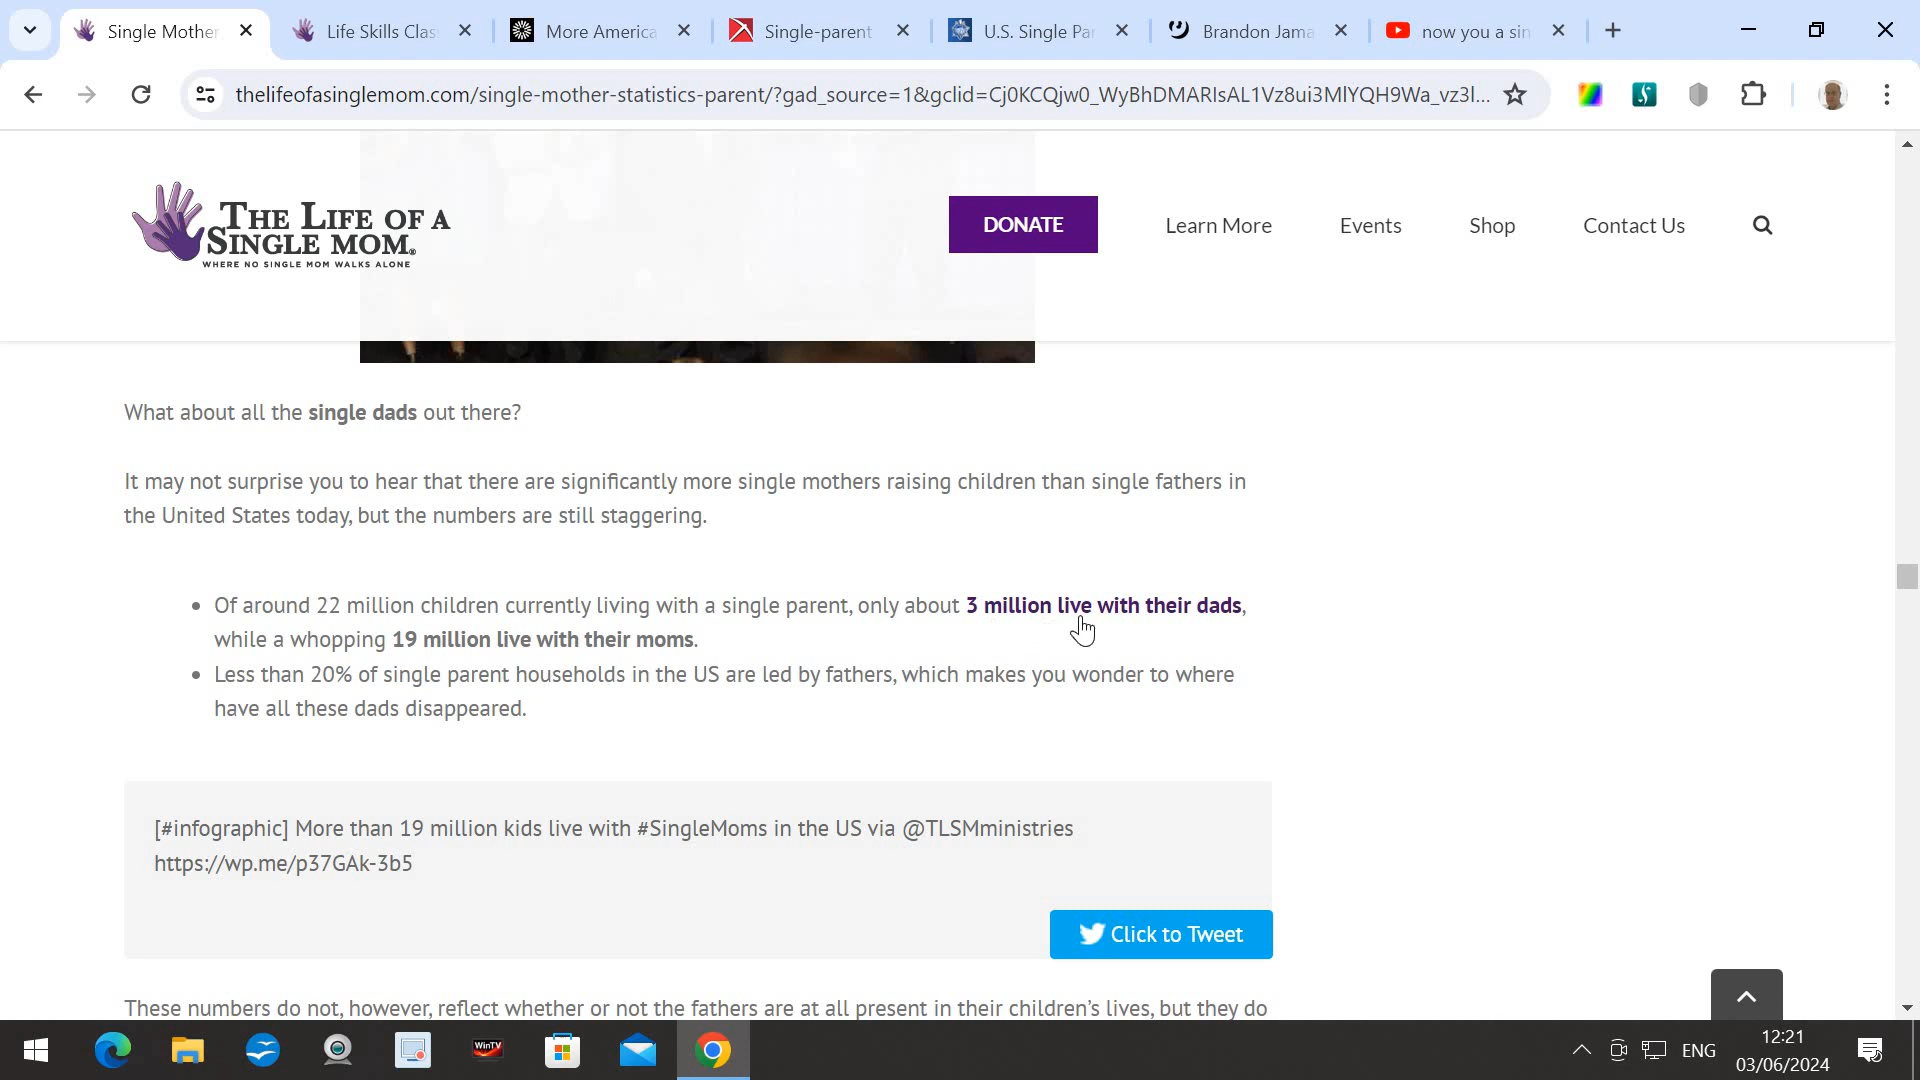 Single Mother
Life Skills Clas
More America
Single-parent
U.S. Single Par
Brandon Jama
now you a sin
thelifeofasinglemom.com/single-mother-statistics-parent/?gad_source=1&gclid=Cj0KCQjw0_WyBhDMARIsAL1Vz8ui3MlYQH9Wa_vz3l...
THE LIFE OF A
SINGLE MOM.
WHERE NO SINGLE MOM WALKS ALONE
DONATE
Learn More
Events
Shop
Contact Us
What about all the single dads out there?
It may not surprise you to hear that there are significantly more single mothers raising children than single fathers in
the United States today, but the numbers are still staggering.
• Of around 22 million children currently living with a single parent, only about 3 million live with their dads,
while a whopping 19 million live with their moms.
• Less than 20% of single parent households in the US are led by fathers, which makes you wonder to where
have all these dads disappeared.
[#infographic] More than 19 million kids live with #SingleMoms in the US via @TLSMministries
https://wp.me/p37GAk-3b5
Click to Tweet
These numbers do not, however, reflect whether or not the fathers are at all present in their children's lives, but they do
WinTV
ENG
12:21
03/06/2024